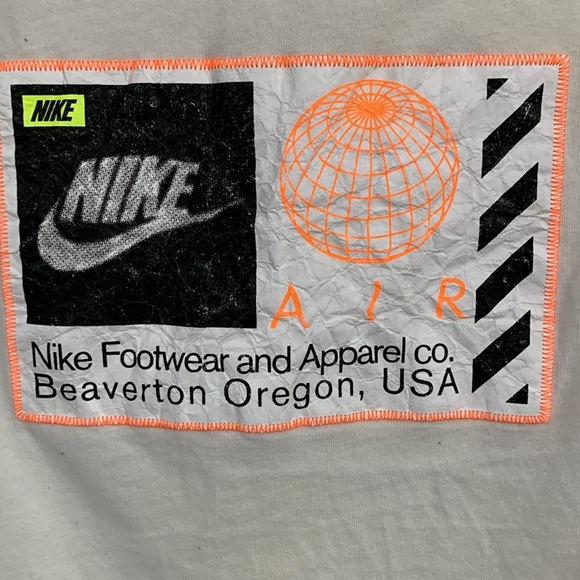 NIKE
NIKE
AIR
Nike Footwear and Apparel co.
Beaverton Oregon, USA